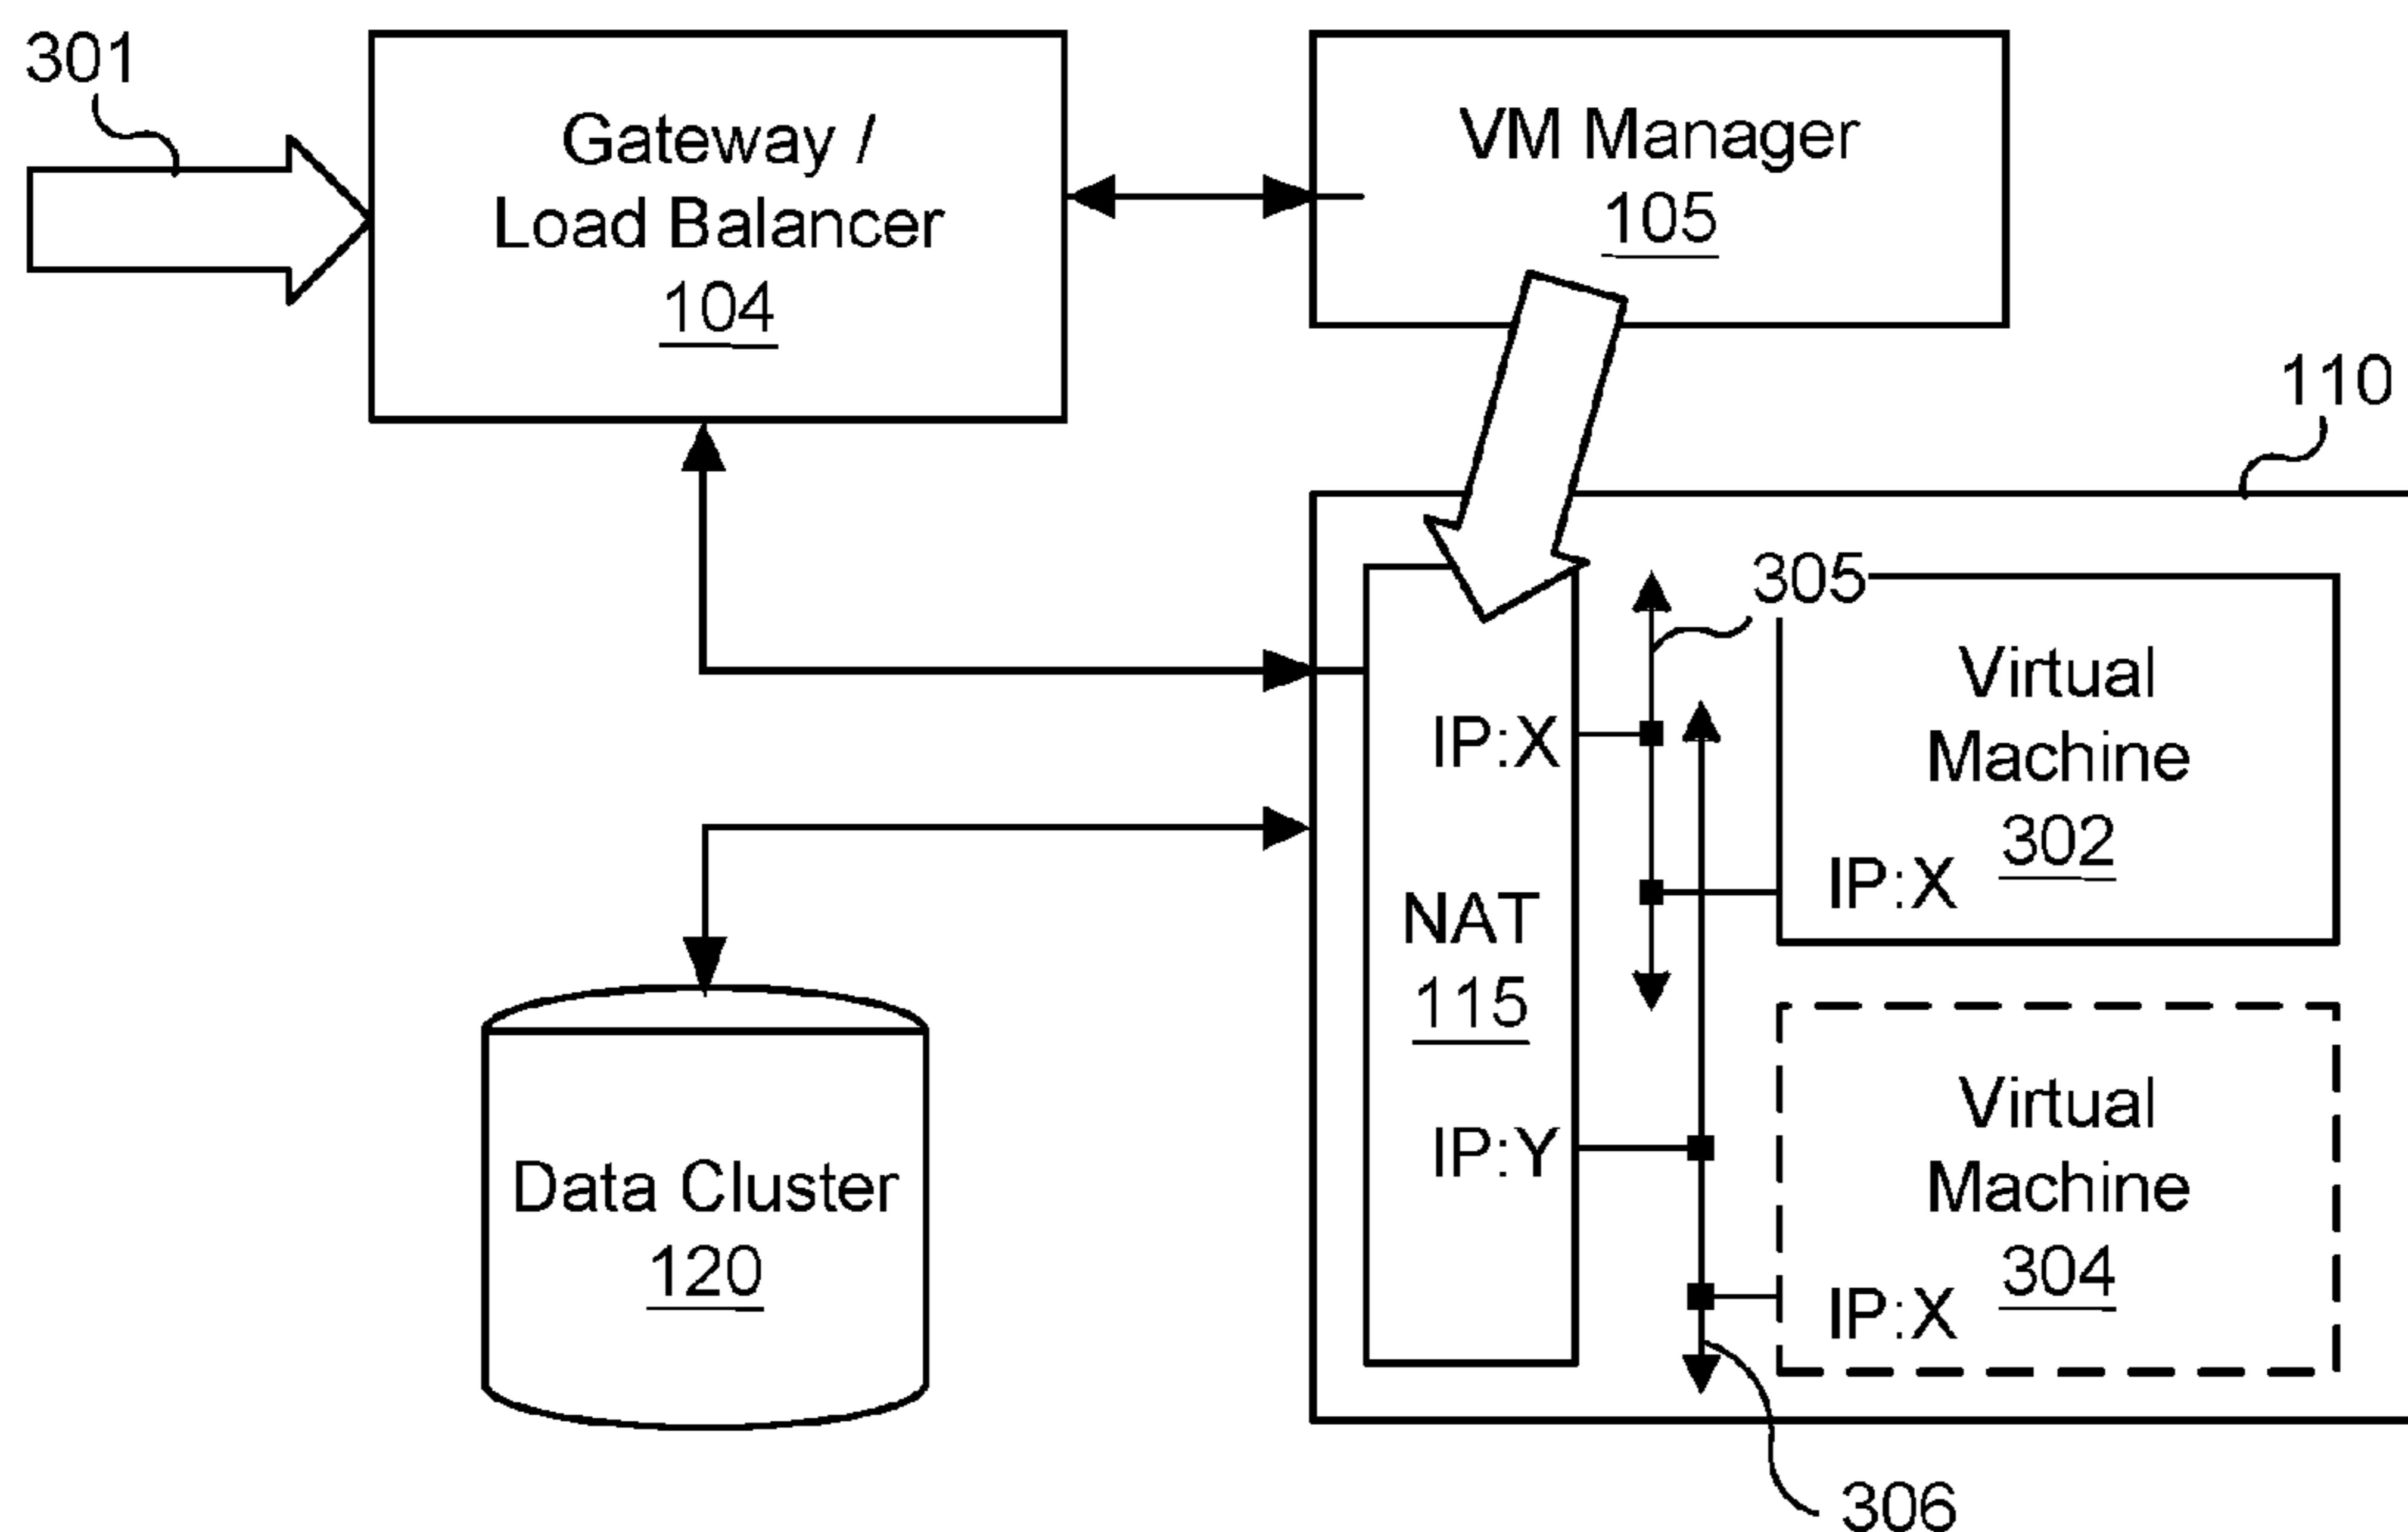 301
Gateway /
Load Balancer
104
VM Manager
105
110
305
IP:X
NAT
115
IP:Y
Virtual
Machine
302
IP:X
Virtual
Machine
304
IP:X
Data Cluster
120
306